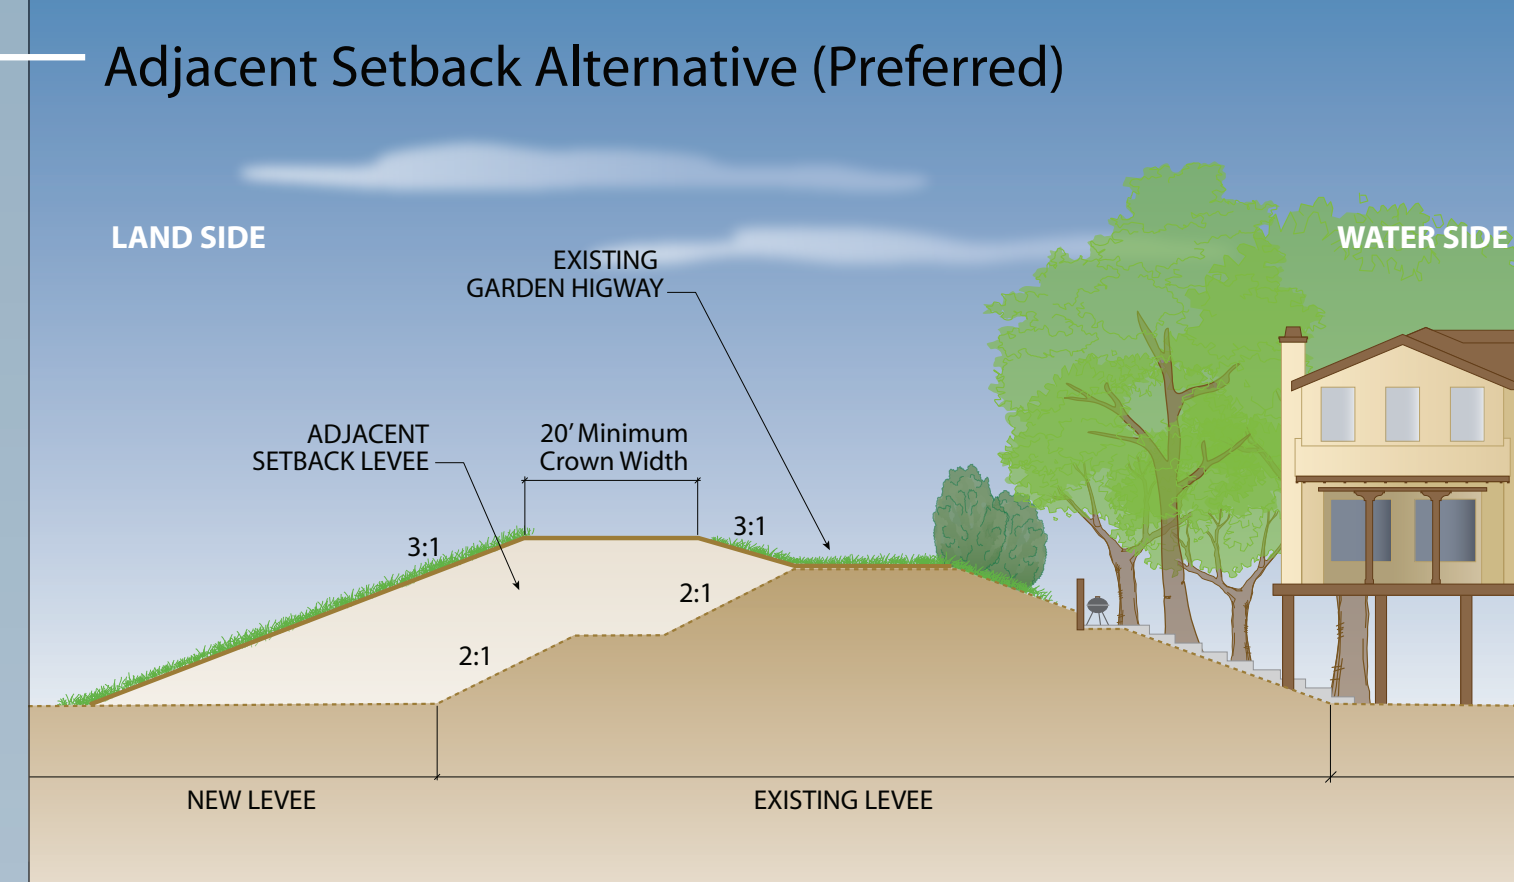 Adjacent Setback Alternative (Preferred)
LAND SIDE
WATER SIDE
EXISTING
GARDEN HIGWAY
ADJACENT
SETBACK LEVEE
20' Minimum
Crown Width
3:1
3:1
2:1
2:1
NEW LEVEE
EXISTING LEVEE